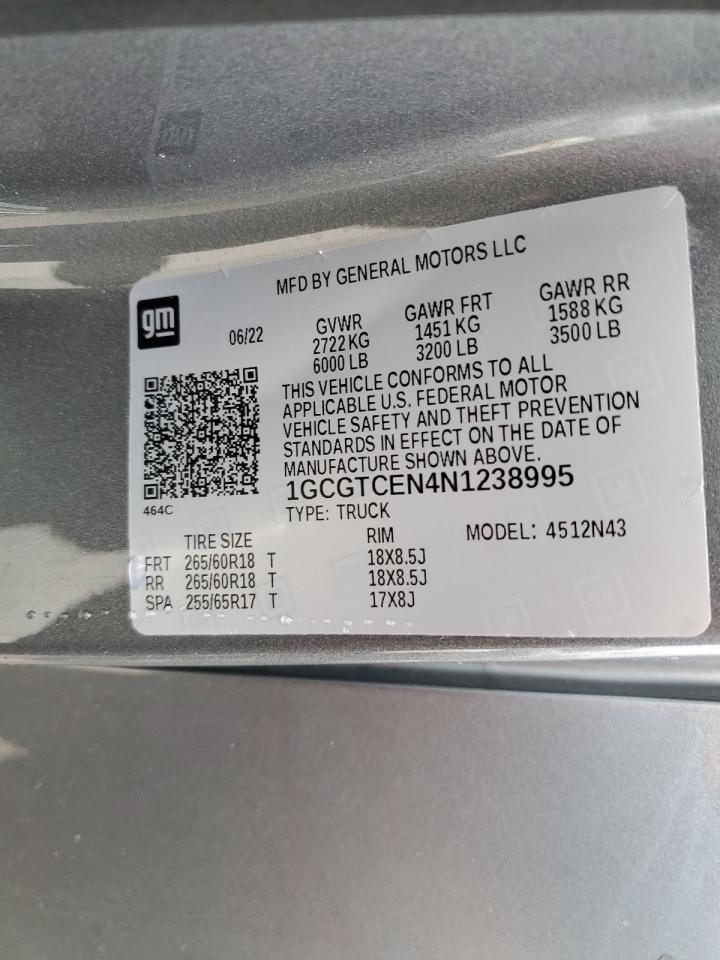 MFD BY GENERAL MOTORS LLC
gm
06/22
GVWR GAWR FRT GAWR RR
2722 KG 1451 KG 1588 KG
6000 LB 3200 LB 3500 LB
THIS VEHICLE CONFORMS TO ALL
APPLICABLE U.S. FEDERAL MOTOR
VEHICLE SAFETY AND THEFT PREVENTION
STANDARDS IN EFFECT ON THE DATE OF
MANUFACTURE SHOWN ABOVE.
1GCGTCEN4N1238995
464C
TYPE: TRUCK
TIRE SIZE RIM MODEL: 4512N43
FRT 265/60R18 T 18X8.5J
RR 265/60R18 T 18X8.5J
SPA 255/65R17 T 17X8J